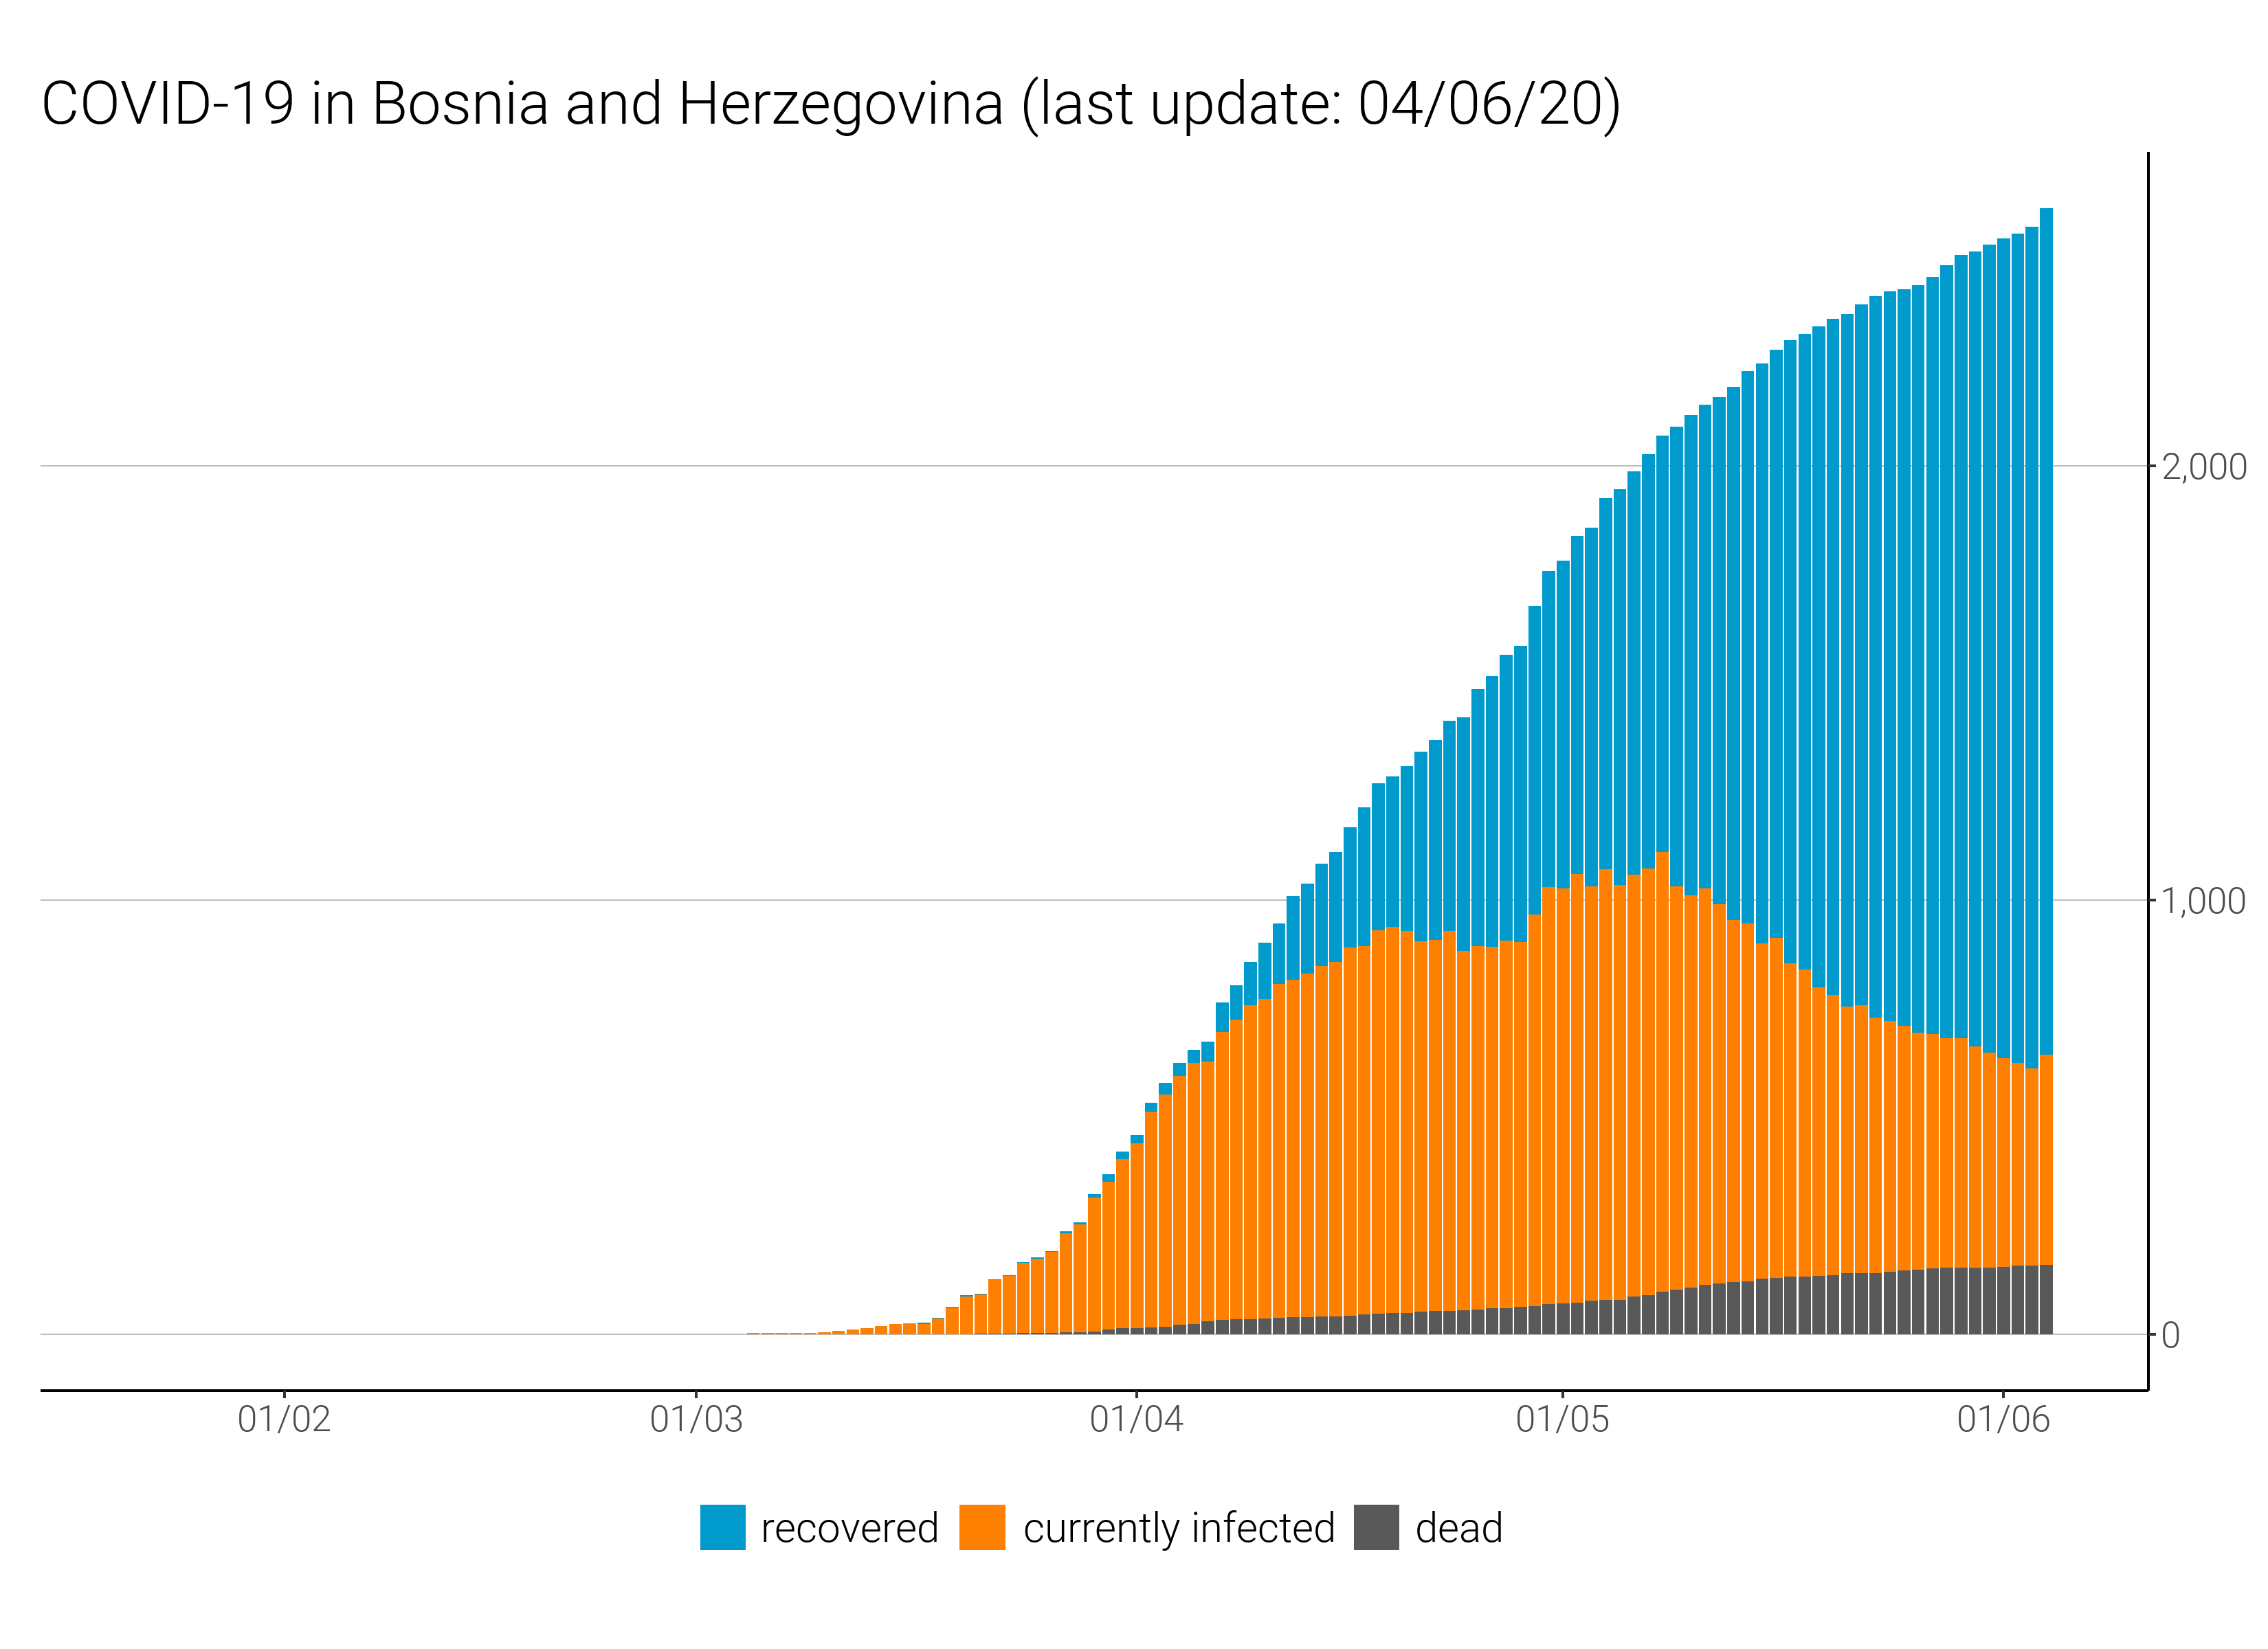 COVID-19 in Bosnia and Herzegovina (last update: 04/06/20)
2,000
1,000
0
01/02 01/03 01/04 01/05 01/06
recovered currently infected dead